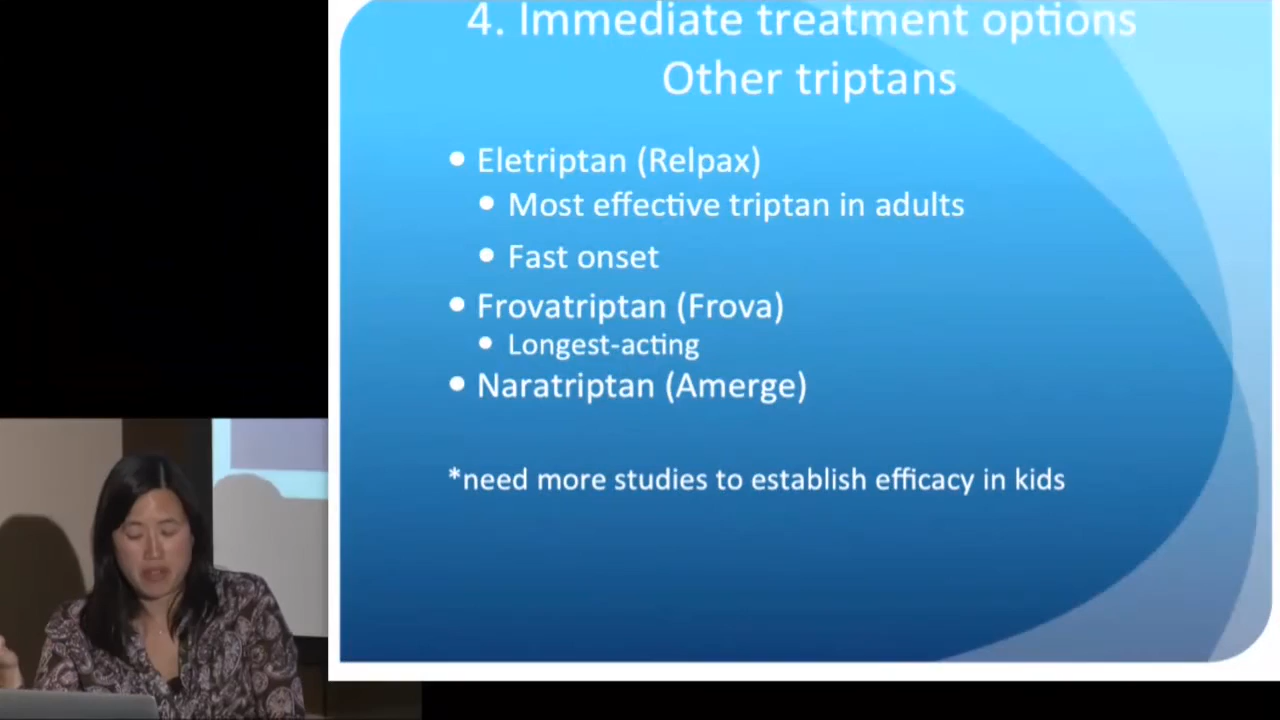 4. Immediate treatment options
Other triptans
• Eletriptan (Relpax)
• Most effective triptan in adults
• Fast onset
• Frovatriptan (Frova)
• Longest-acting
• Naratriptan (Amerge)
*need more studies to establish efficacy in kids